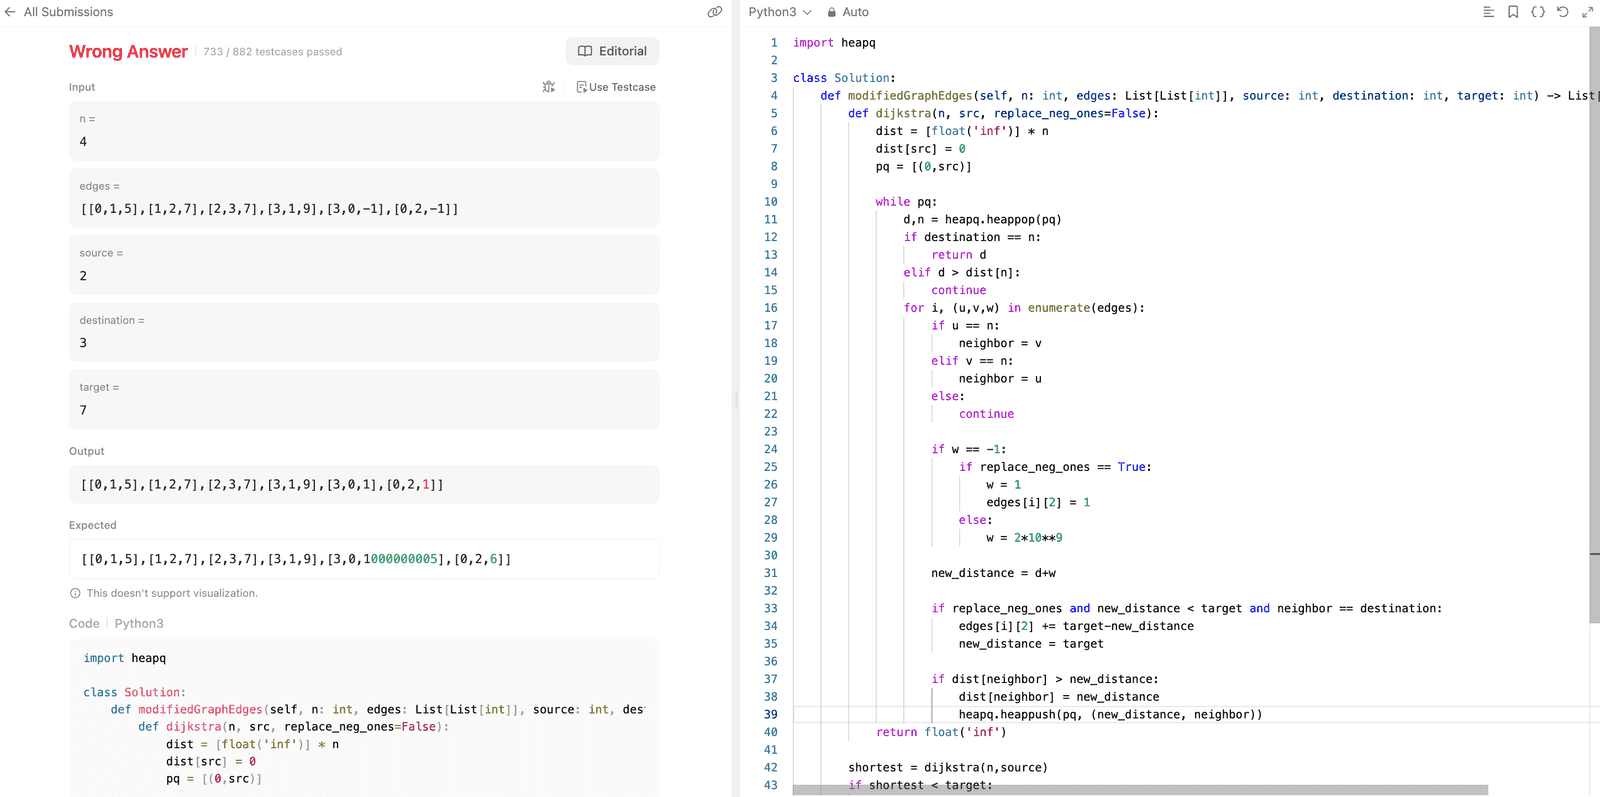 All Submissions
Wrong Answer 733 / 882 testcases passed
Editorial
Input
Use Testcase
n =
4
edges =
[[0,1,5],[1,2,7],[2,3,7],[3,1,9],[3,0,-1],[0,2,-1]]
source =
2
destination =
3
target =
7
Output
[[0,1,5],[1,2,7],[2,3,7],[3,1,9],[3,0,1],[0,2,1]]
Expected
[[0,1,5],[1,2,7],[2,3,7],[3,1,9],[3,0,1000000005],[0,2,6]]
This doesn't support visualization.
Code Python3
import heapq
class Solution:
def modifiedGraphEdges(self, n: int, edges: List[List[int]], source: int, des
def dijkstra(n, src, replace_neg_ones=False):
dist = [float('inf')] * n
dist[src] = 0
pq = [(0,src)]
Python3 Auto
1 import heapq
2
3 class Solution:
4 def modifiedGraphEdges(self, n: int, edges: List[List[int]], source: int, destination: int, target: int) -> List[
5 def dijkstra(n, src, replace_neg_ones=False):
6 dist = [float('inf')] * n
7 dist[src] = 0
8 pq = [(0,src)]
9
10 while pq:
11 d,n = heapq.heappop(pq)
12 if destination == n:
13 return d
14 elif d > dist[n]:
15 continue
16 for i, (u,v,w) in enumerate(edges):
17 if u == n:
18 neighbor = v
19 elif v == n:
20 neighbor = u
21 else:
22 continue
23
24 if w == -1:
25 if replace_neg_ones == True:
26 w = 1
27 edges[i][2] = 1
28 else:
29 w = 2*10**9
30
31 new_distance = d+w
32
33 if replace_neg_ones and new_distance < target and neighbor == destination:
34 edges[i][2] += target-new_distance
35 new_distance = target
36
37 if dist[neighbor] > new_distance:
38 dist[neighbor] = new_distance
39 heapq.heappush(pq, (new_distance, neighbor))
40 return float('inf')
41
42 shortest = dijkstra(n,source)
43 if shortest < target: